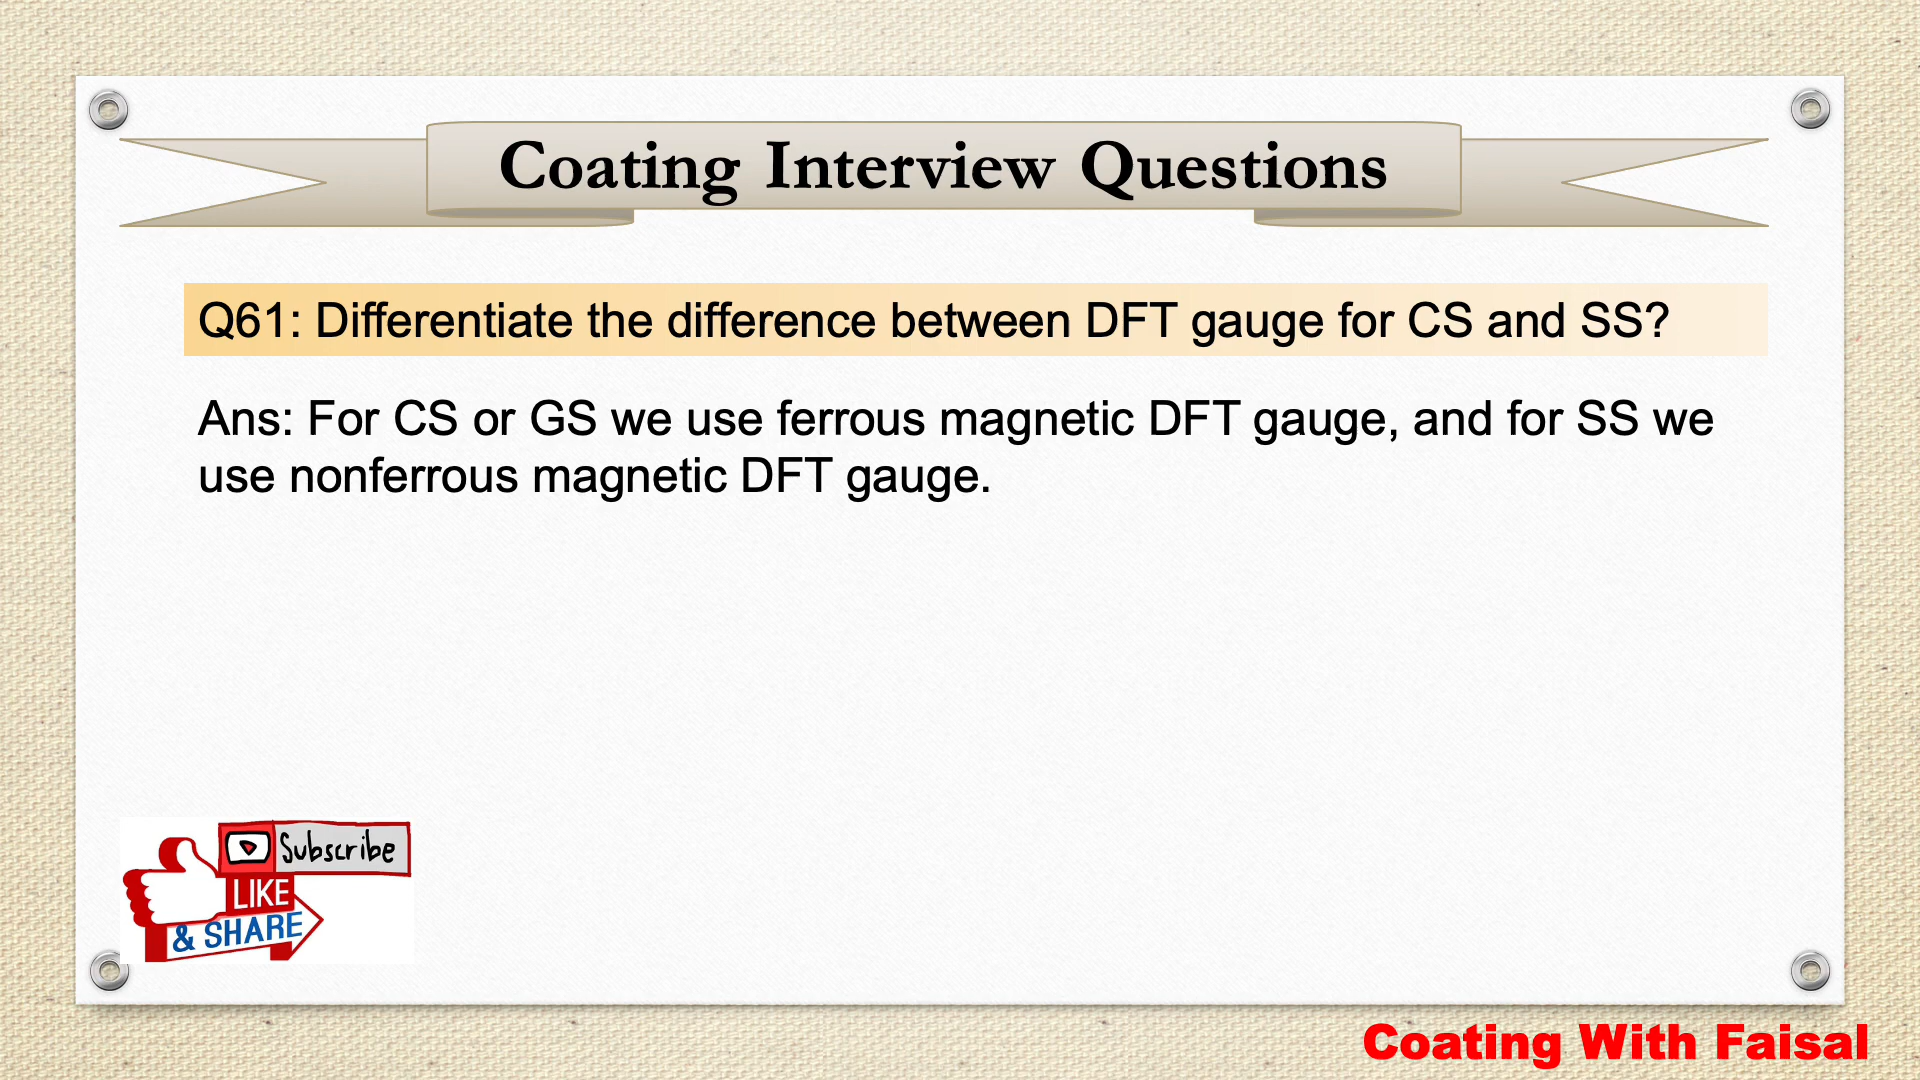 Coating Interview Questions
Q61: Differentiate the difference between DFT gauge for CS and SS?
Ans: For CS or GS we use ferrous magnetic DFT gauge, and for SS we
use nonferrous magnetic DFT gauge.
Subscribe
LIKE
& SHARE
Coating With Faisal